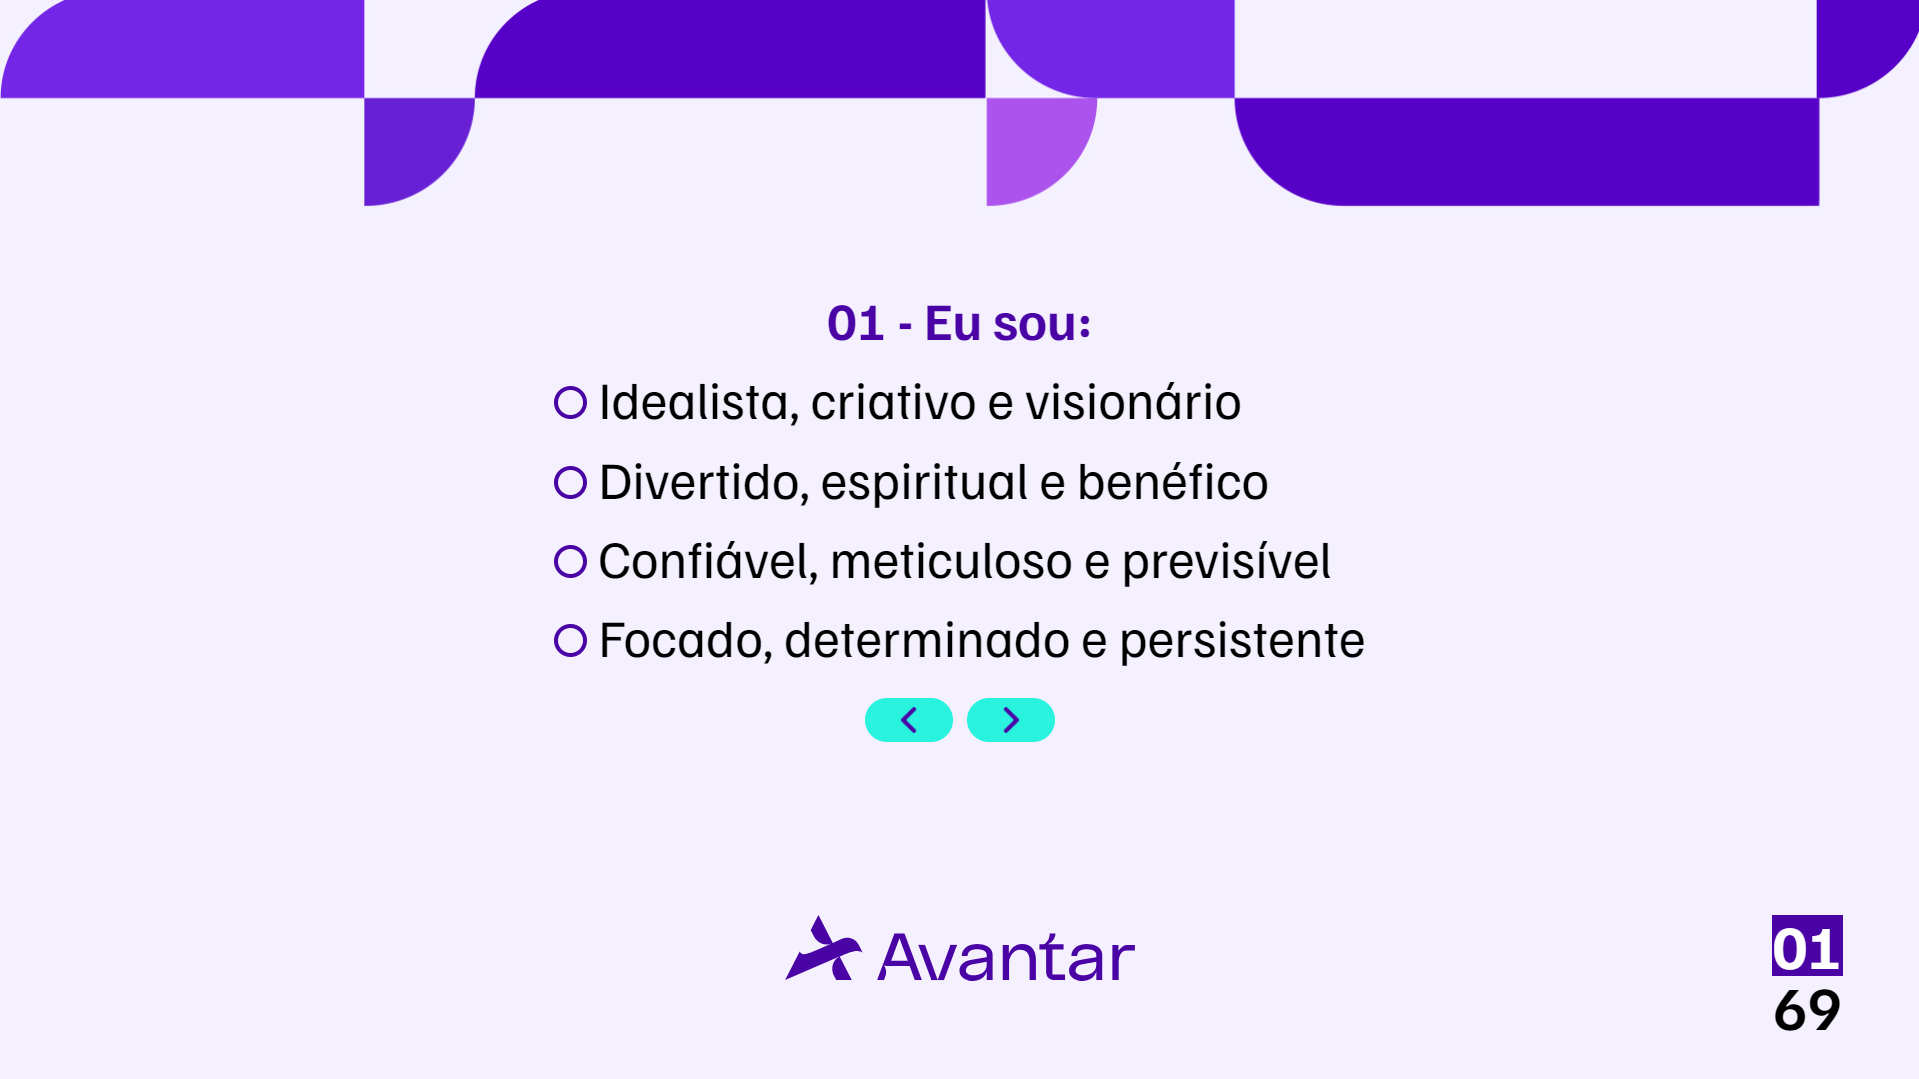 01 - Eu sou:
Idealista, criativo e visionário
Divertido, espiritual e benéfico
Confiável, meticuloso e previsível
Focado, determinado e persistente
Avantar
01
69